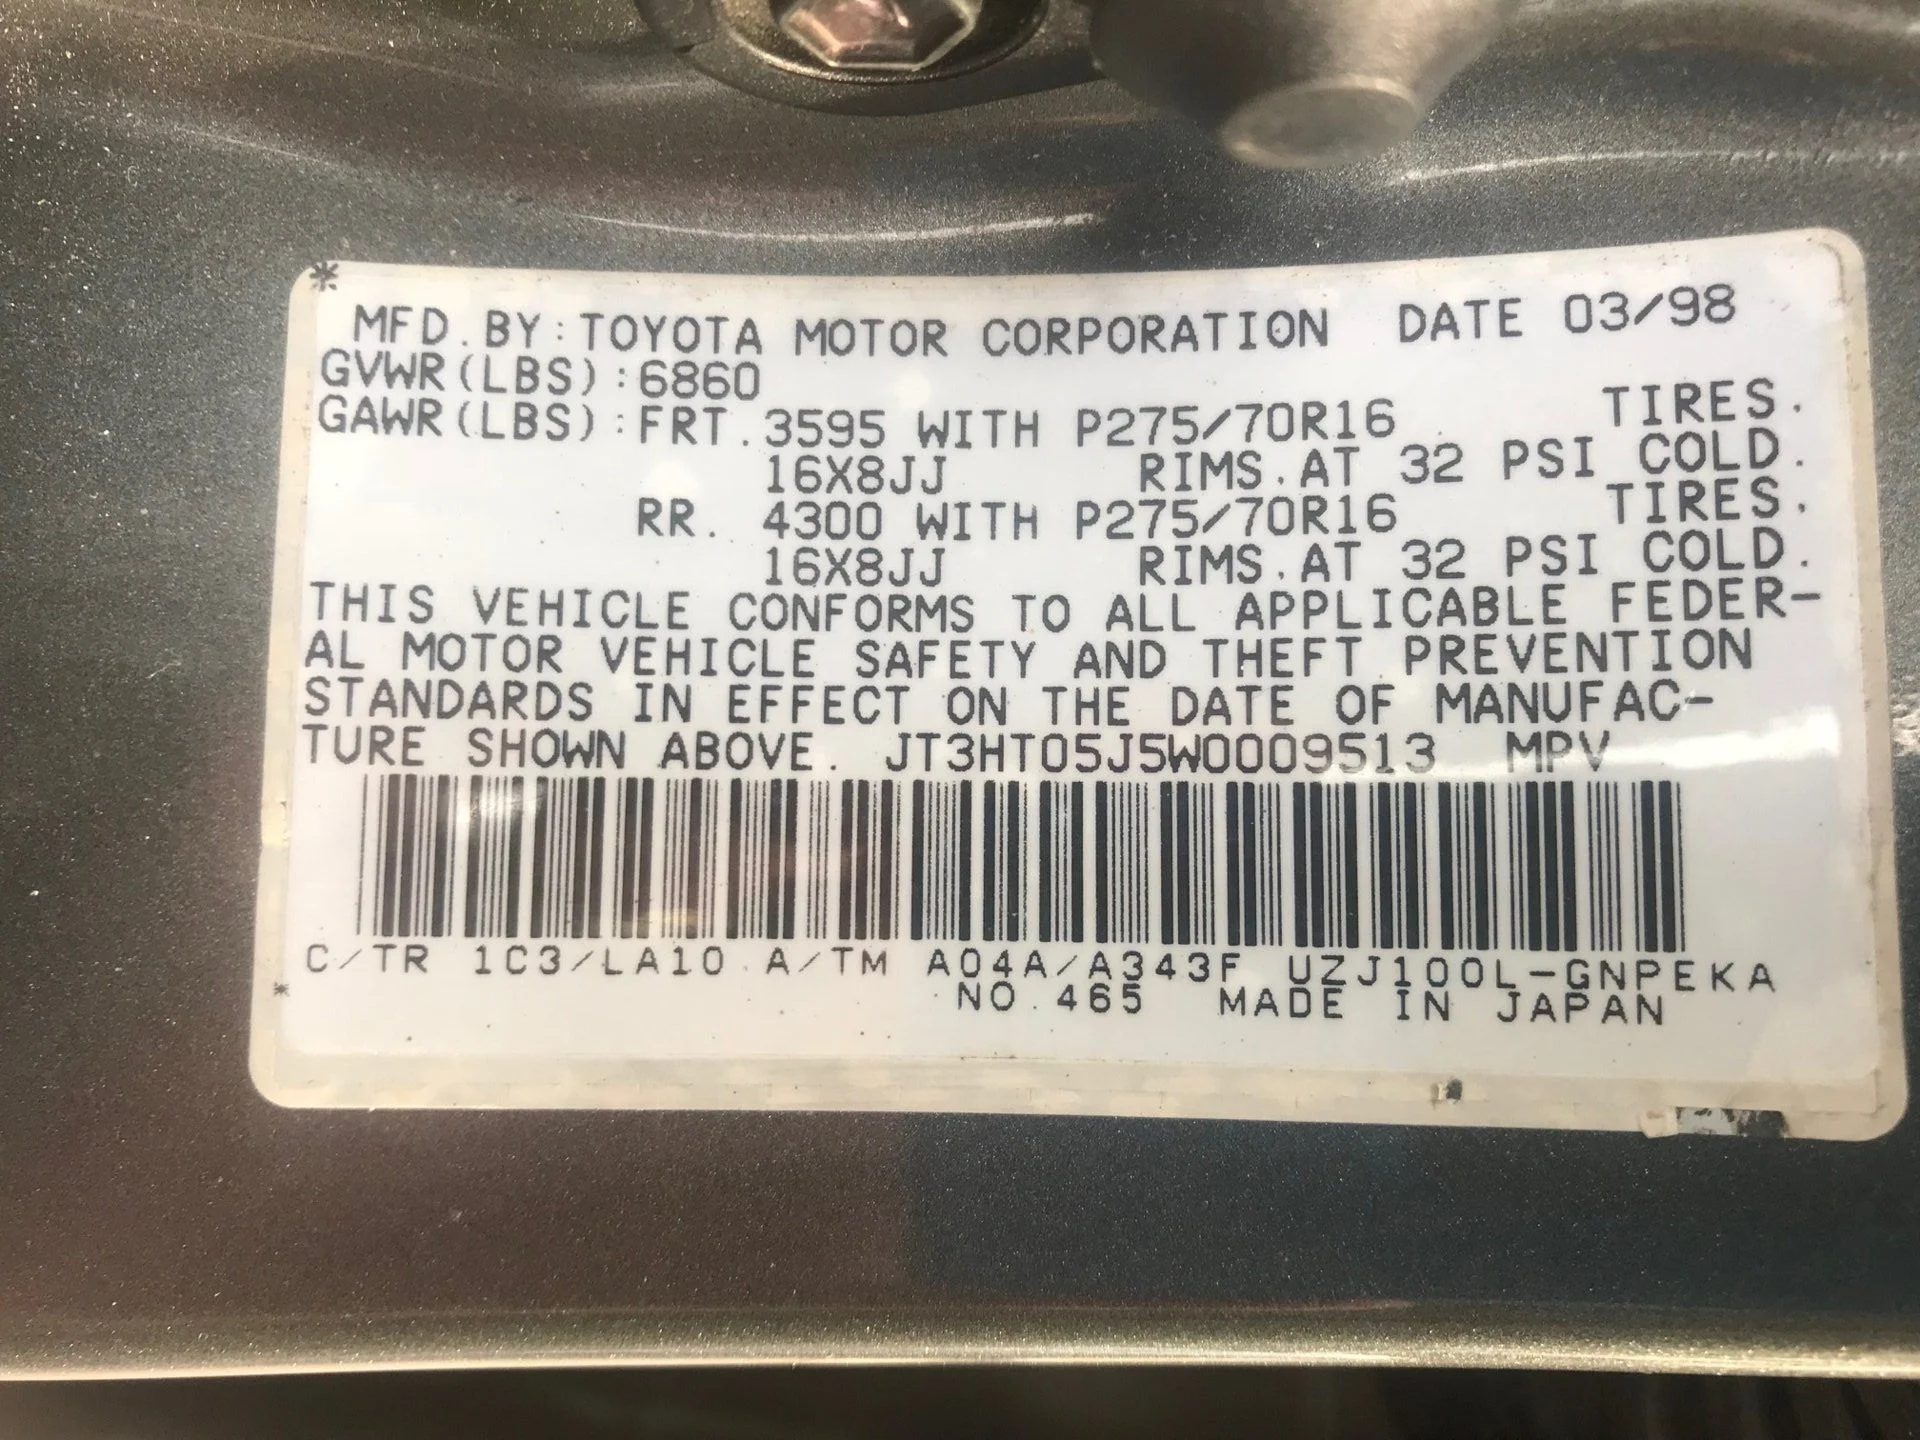 *
MFD. BY: TOYOTA MOTOR CORPORATION DATE 03/98
GVWR(LBS):6860
GAWR(LBS):FRT. 3595 WITH P275/70R16 TIRES.
16X8JJ RIMS. AT 32 PSI COLD.
RR. 4300 WITH P275/70R16 TIRES.
16X8JJ RIMS. AT 32 PSI COLD.
THIS VEHICLE CONFORMS TO ALL APPLICABLE FEDER-
AL MOTOR VEHICLE SAFETY AND THEFT PREVENTION
STANDARDS IN EFFECT ON THE DATE OF MANUFAC-
TURE SHOWN ABOVE. JT3HT05J5W0009513 MPV
C/TR 1C3/LA10 A/TM A04A/A343F UZJ100L-GNPEKA
* NO.465 MADE IN JAPAN